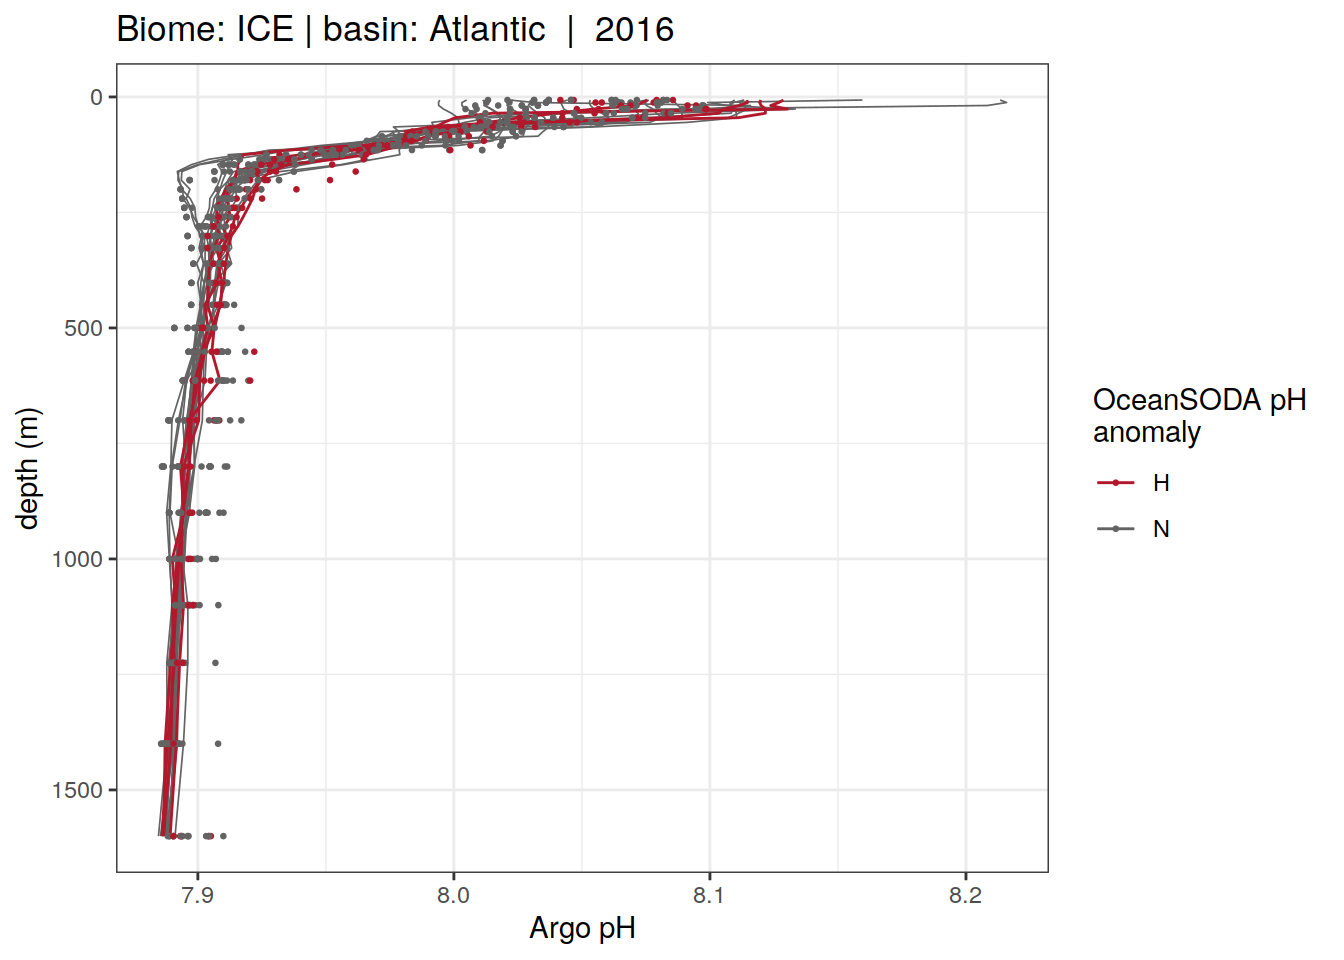 Biome: ICE | basin: Atlantic  |  2016
0
500
1000
1500
depth (m)
7.9
8.0
8.1
8.2
Argo pH
OceanSODA pH
anomaly
H
N